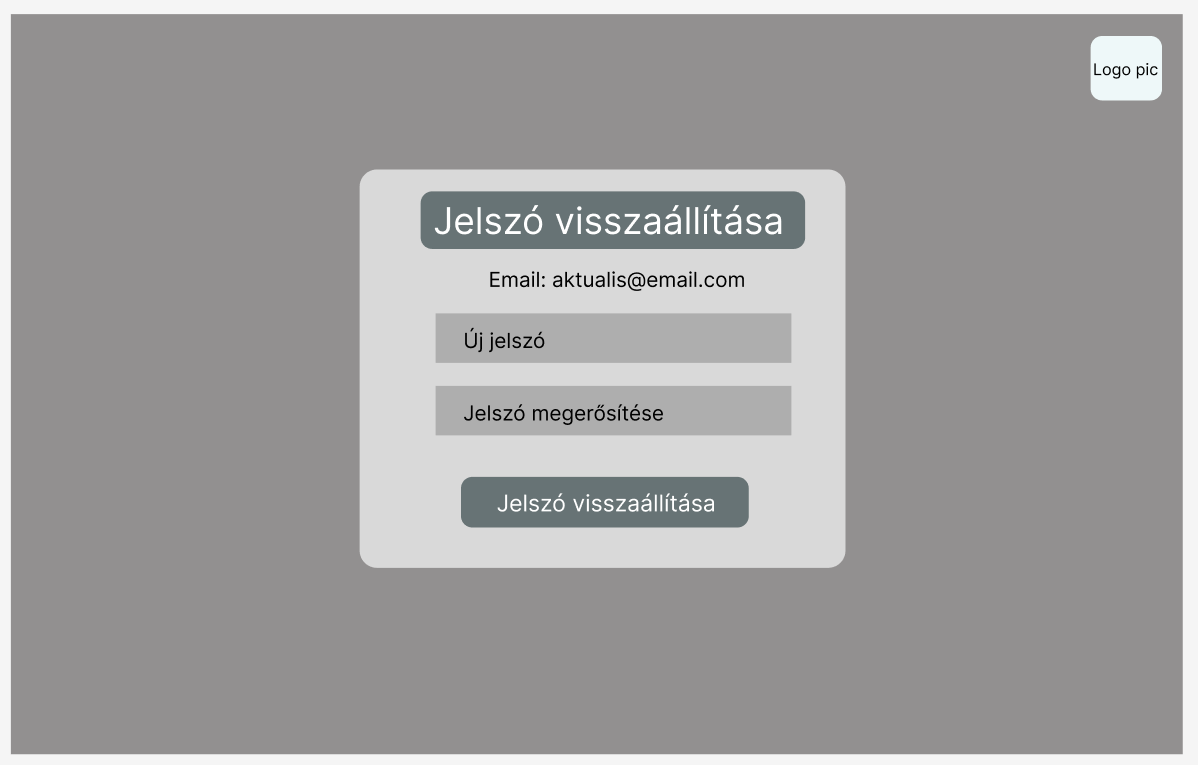 Logo pic
Jelszó visszaállítása
Email: aktualis@email.com
Új jelszó
Jelszó megerősítése
Jelszó visszaállítása